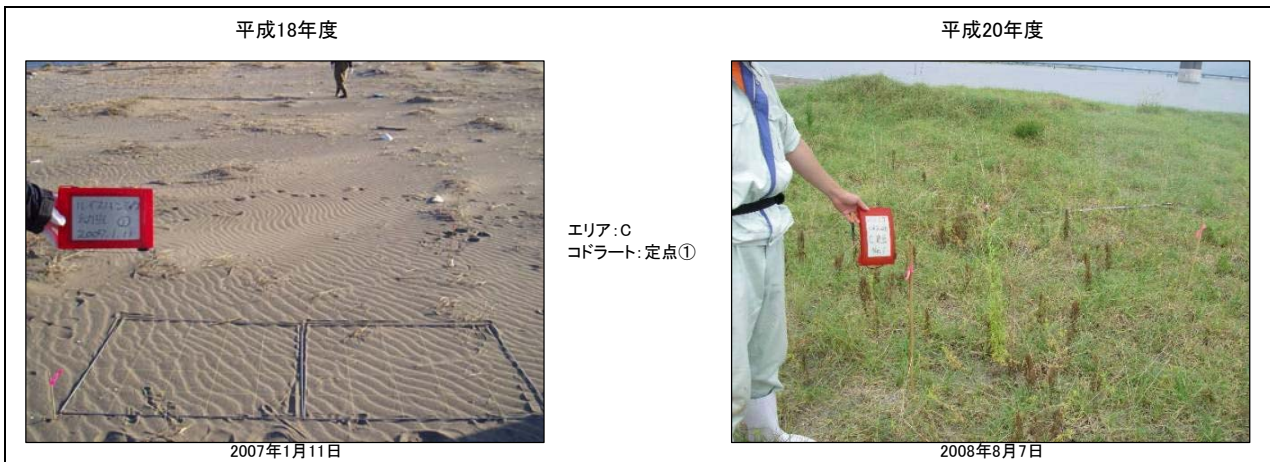 平成18年度
平成20年度
エリア:C
コドラート:定点①
2007年1月11日
2008年8月7日